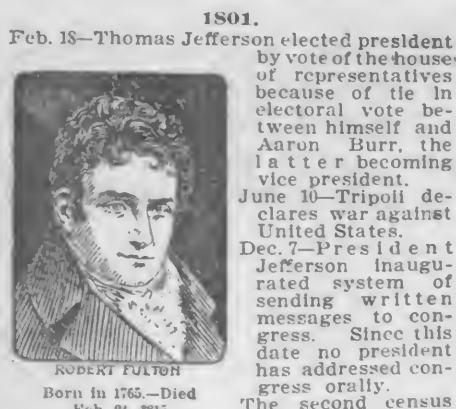 1801.
Feb. 18—Thomas Jefferson elected president
by vote of the house
of representatives
because of tie in
electoral vote be-
tween himself and
Aaron Burr, the
latter becoming
vice president.
June 10—Tripoli de-
clares war against
United States.
Dec. 7—President
Jefferson inaugu-
rated system of
sending written
messages to con-
gress. Since this
date no president
has addressed con-
gress orally.
The second census
ROBERT FULTON
Born in 1765.—Died
Feb. 24,